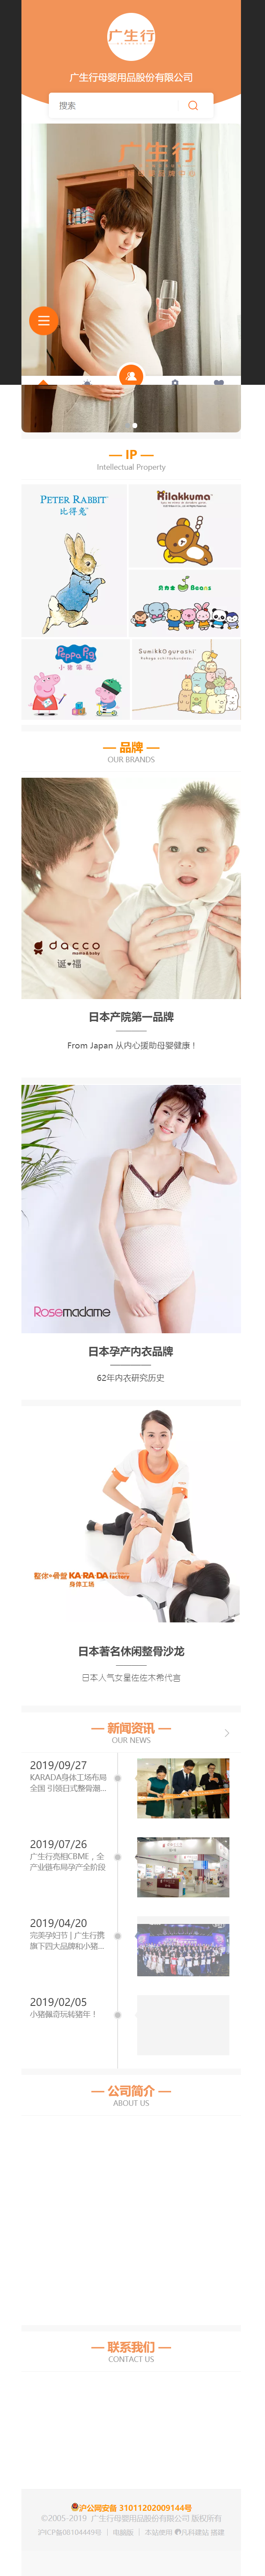 广生行
广生行母婴用品股份有限公司
搜索
广生行
— IP —
Intellectual Property
PETER RABBIT
比得兔
Rilakkuma
Beans
Peppa Pig
小猪佩奇
Sumikkogurashi
— 品牌 —
OUR BRANDS
dacco
诞♥福
日本产院第一品牌
From Japan 从内心援助母婴健康！
Rosemadame
日本孕产内衣品牌
62年内衣研究历史
整体•骨盤 KA·RA·DA factory
身体工场
日本著名休闲整骨沙龙
日本人气女星佐佐木希代言
— 新闻资讯 —
OUR NEWS
2019/09/27
KARADA身体工场布局
全国 引领日式整骨潮...
2019/07/26
广生行亮相CBME，全
产业链布局孕产全阶段
2019/04/20
完美孕妇节 | 广生行携
旗下四大品牌和小猪...
2019/02/05
小猪佩奇玩转猪年！
— 公司简介 —
ABOUT US
— 联系我们 —
CONTACT US
沪公网安备 31011202009144号
©2005-2019 广生行母婴用品股份有限公司 版权所有
沪ICP备08104449号 | 电脑版 | 本站使用 凡科建站 搭建